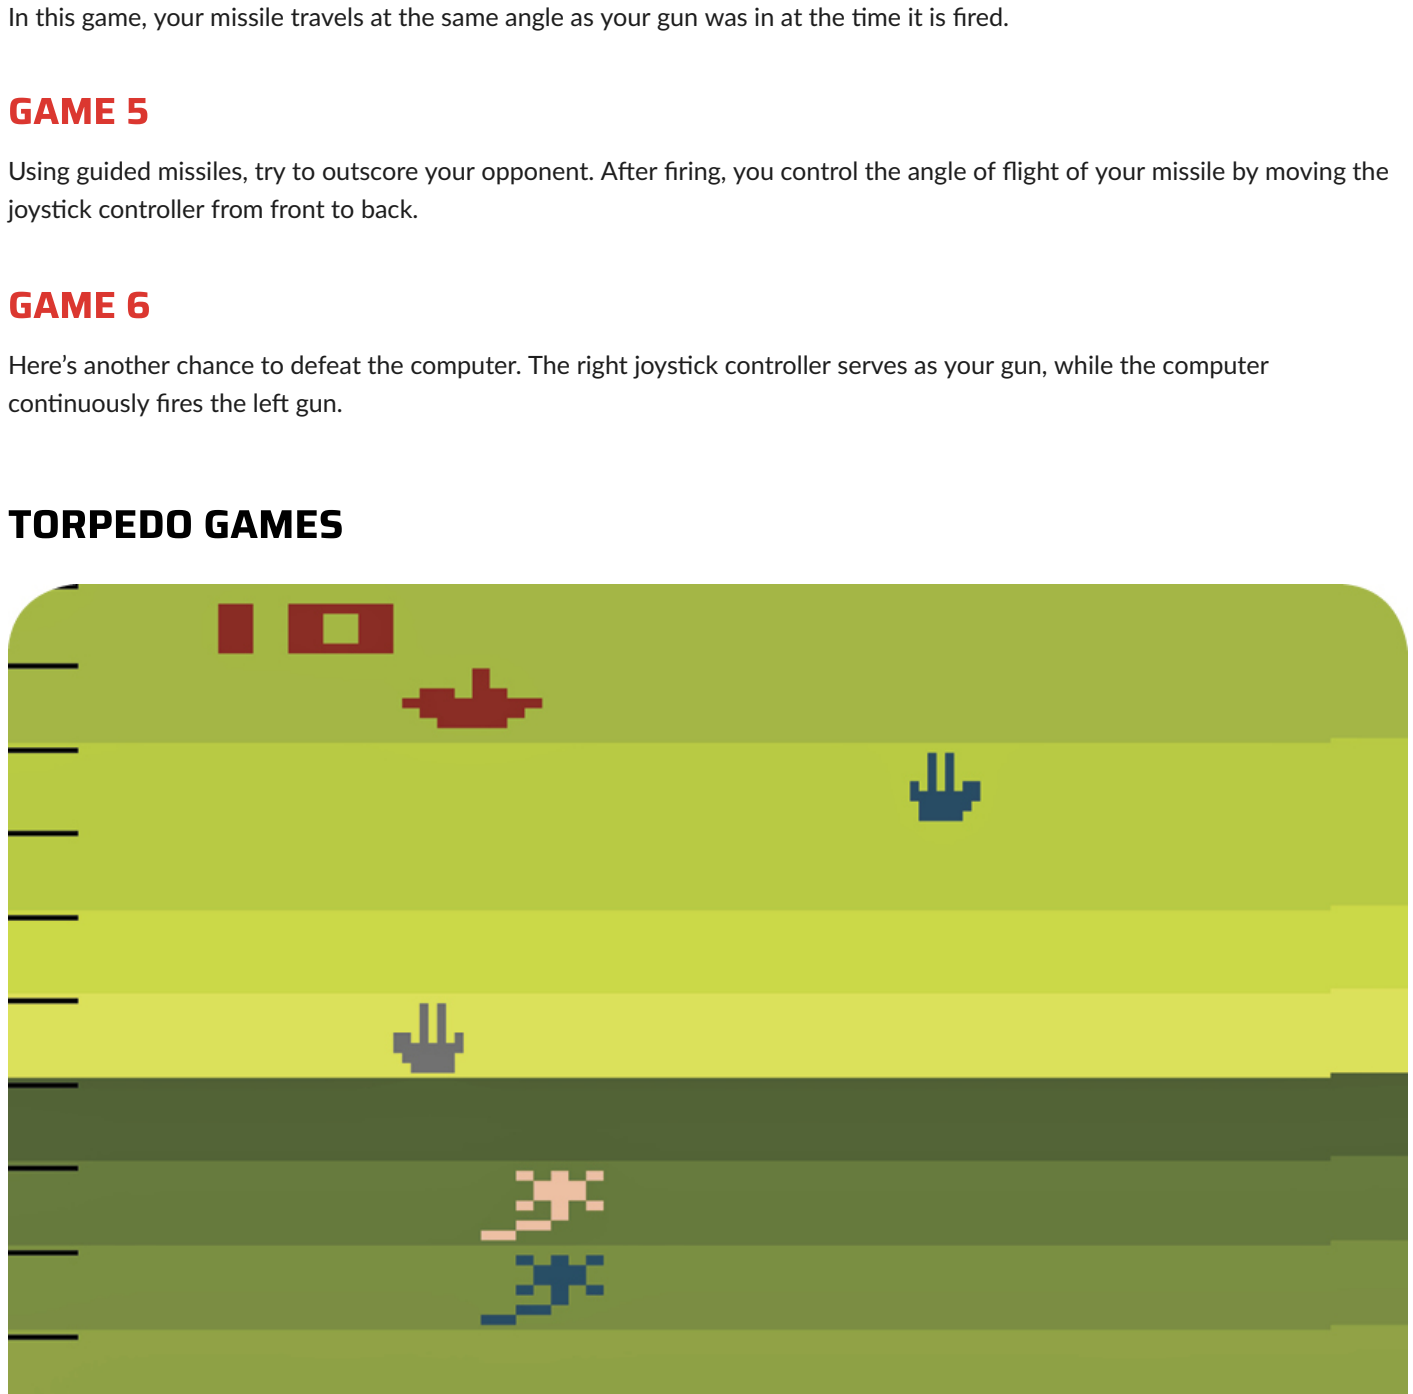 In this game, your missile travels at the same angle as your gun was in at the time it is fired.
GAME 5
Using guided missiles, try to outscore your opponent. After firing, you control the angle of flight of your missile by moving the
joystick controller from front to back.
GAME 6
Here’s another chance to defeat the computer. The right joystick controller serves as your gun, while the computer
continuously fires the left gun.
TORPEDO GAMES
10